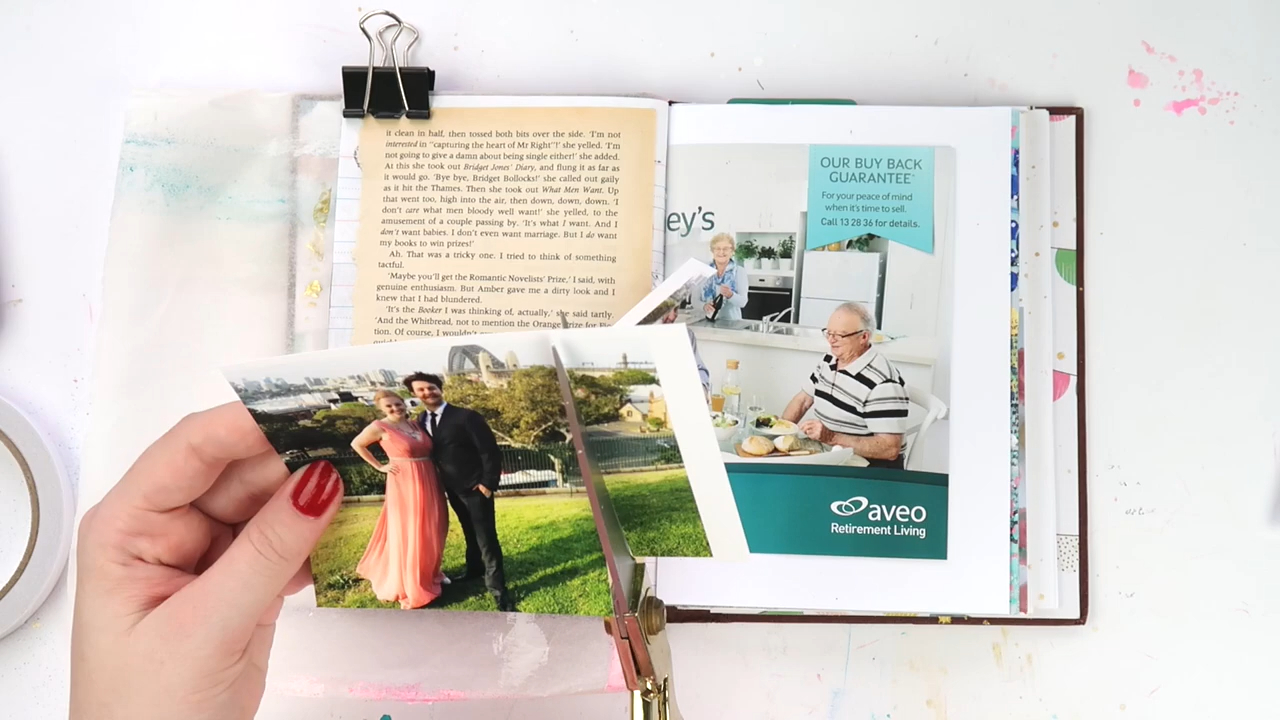 it clean in half, then tossed both bits over the side. 'I'm not
interested in "capturing the heart of Mr Right"!' she yelled. 'I'm
not going to give a damn about being single either!' she added.
At this she took out Bridget Jones' Diary, and flung it as far as
it would go. 'Bye bye, Bridget Bollocks!' she called out gaily
as it hit the Thames. Then she took out What Men Want. Up
that went too, high into the air, then down, down, down. 'I
don't care what men bloody well want!' she yelled, to the
amusement of a couple passing by. 'It's what I want. And I
don't want babies. I don't even want marriage. But I do want
my books to win prizes!'
Ah. That was a tricky one. I tried to think of something
tactful.
'Maybe you'll get the Romantic Novelists' Prize,' I said, with
genuine enthusiasm. But Amber gave me a dirty look and I
knew that I had blundered.
'It's the Booker I was thinking of, actually,' she said tartly.
'And the Whitbread, not to mention the Orange Prize for
tion. Of course, I
ey's
OUR BUY BACK
GUARANTEE*
For your peace of mind
when it's time to sell.
Call 13 28 36 for details.
aveo
Retirement Living